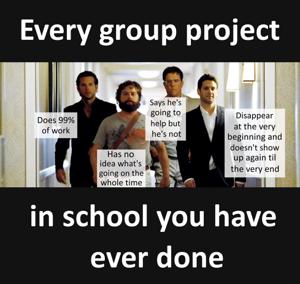 Every group project
Does 99%
of work
Has no
idea what's
going on the
whole time
Says he's
going to
help but
he's not
Disappear
at the very
beginning and
doesn't show
up again til
the very end
in school you have
ever done